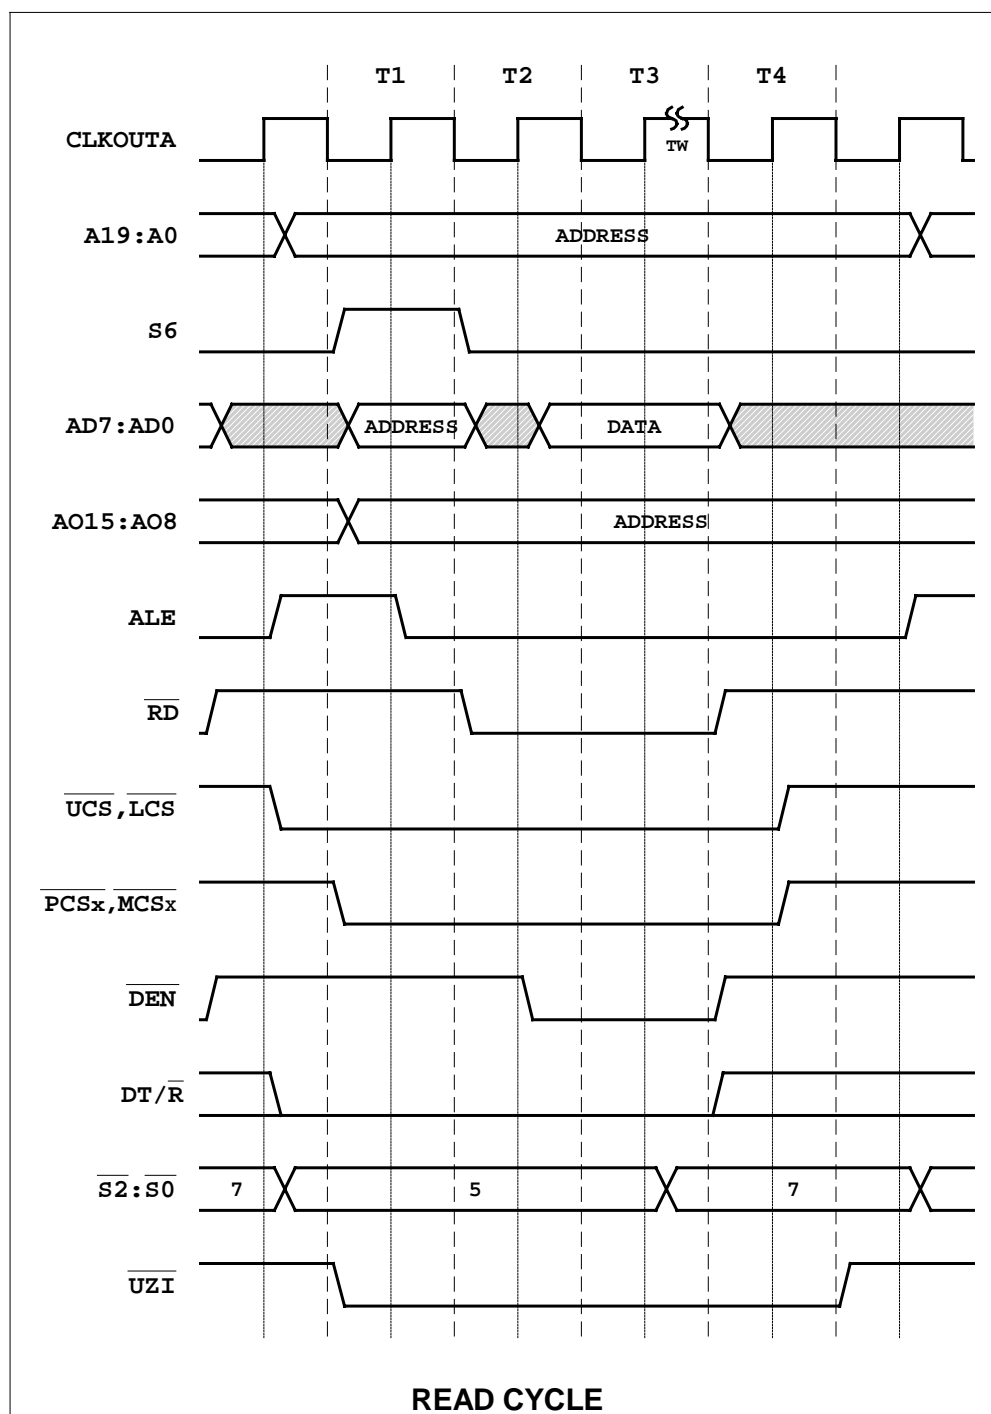 T1 T2 T3 T4
CLKOUTA
TW
A19:A0
ADDRESS
S6
AD7:AD0
ADDRESS DATA
AO15:AO8
ADDRESS
ALE
RD
UCS,LCS
PCSx,MCSx
DEN
DT/R
S2:S0
7 5 7
UZI
READ CYCLE